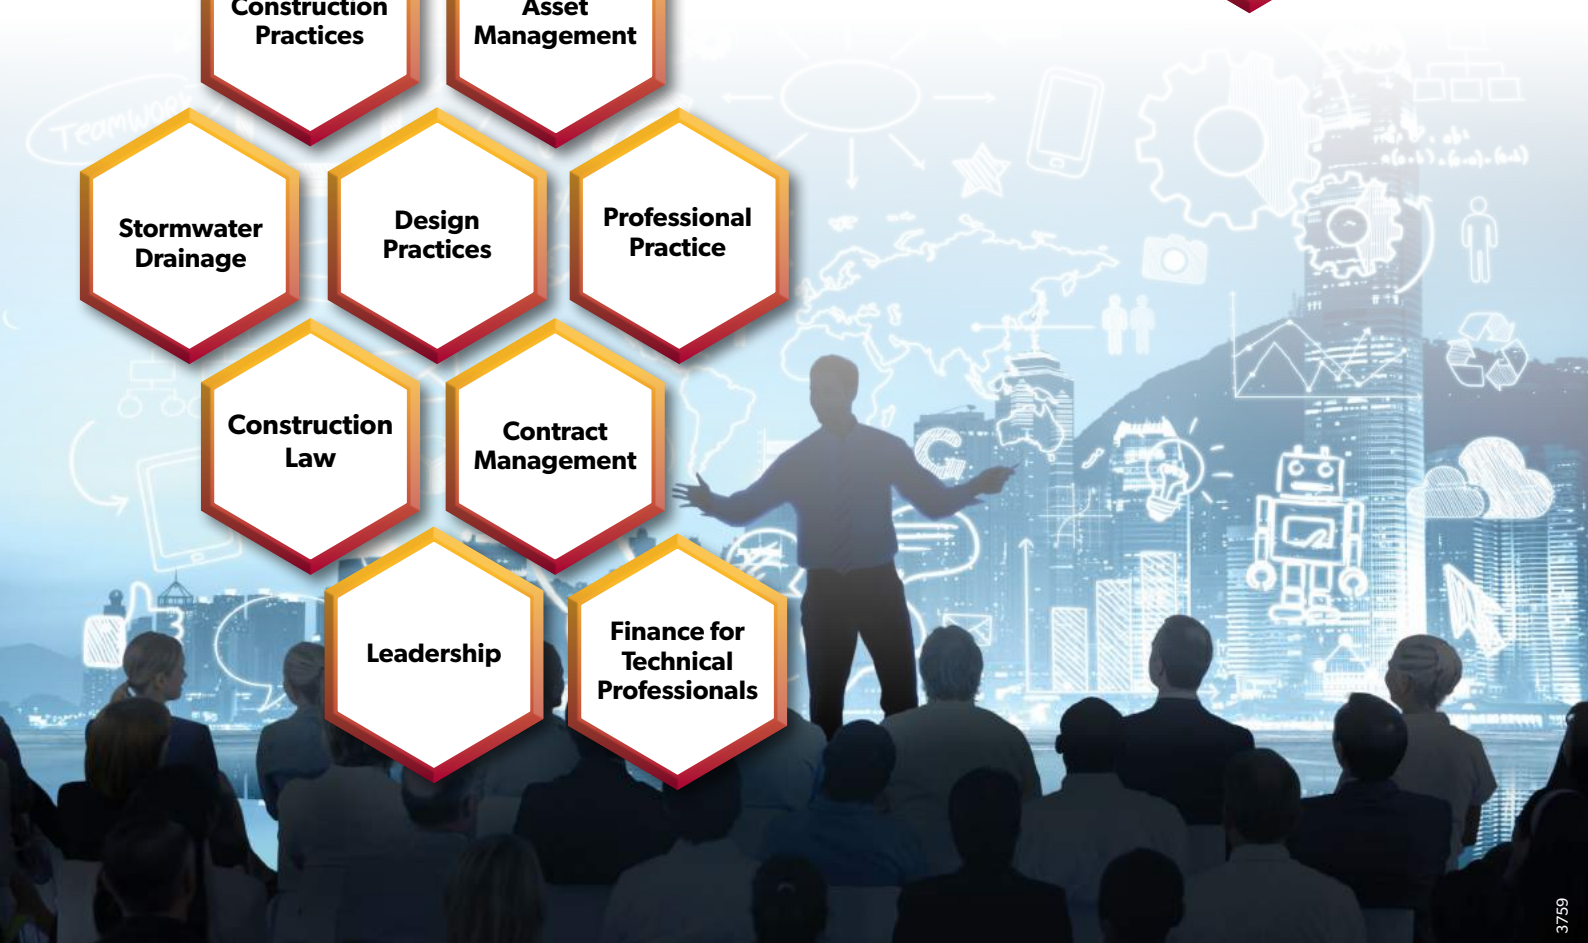 Construction
Practices
Asset
Management
TEAMWORK
Stormwater
Drainage
Design
Practices
Professional
Practice
Construction
Law
Contract
Management
Leadership
Finance for
Technical
Professionals
3759